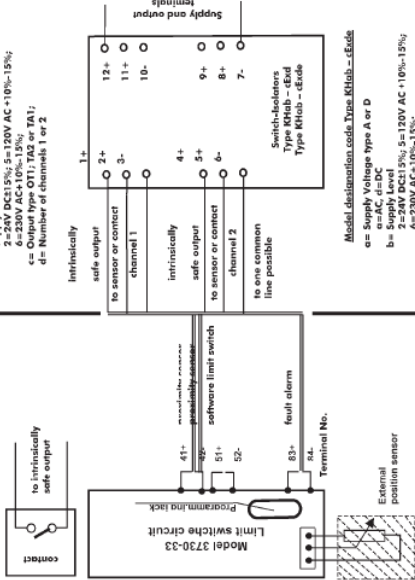 contact
to intrinsically
safe output
Model 3730-33
Limit switche circuit
Programming jack
External
position sensor
41+
42-
51+
52-
83+
84-
Terminal No.
proximity sensor
proximity sensor
software limit switch
fault alarm
Intrinsically
safe output
to sensor or contact
channel 1
intrinsically
safe output
to sensor or contact
channel 2
to one common
line possible
1+
2+
3-
4+
5+
6-
12+
11+
10-
9+
8+
7-
Supply and output
teminals
Switch-Isolators
Type KHab – cExd
Type KHab – cExde
2=24V DC±15%; 5=120V AC +10%-15%;
6=230V AC+10%-15%;
c= Output type OT1; TA2 or TA1;
d= Number of channels 1 or 2
Model designation code Type KHab – cExde
a= Supply Voltage type A or D
a=AC, d=DC
b= Supply Level
2=24V DC±15%; 5=120V AC +10%-15%;
6=230V AC+10%-15%;